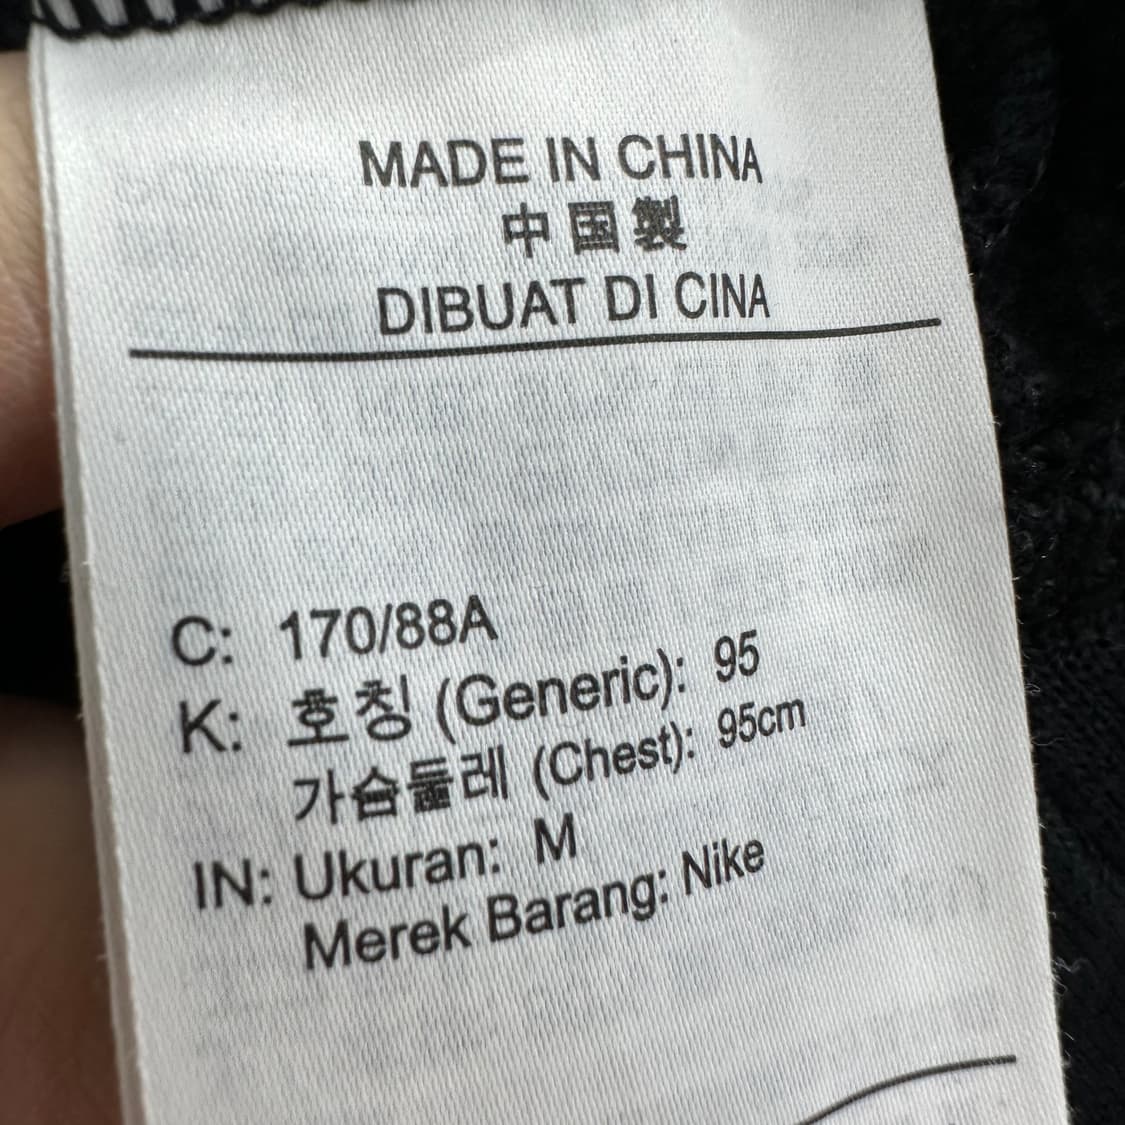 MADE IN CHINA
中国製
DIBUAT DI CINA
C: 170/88A
K: 호칭 (Generic): 95
가슴둘레 (Chest): 95cm
IN: Ukuran: M
Merek Barang: Nike